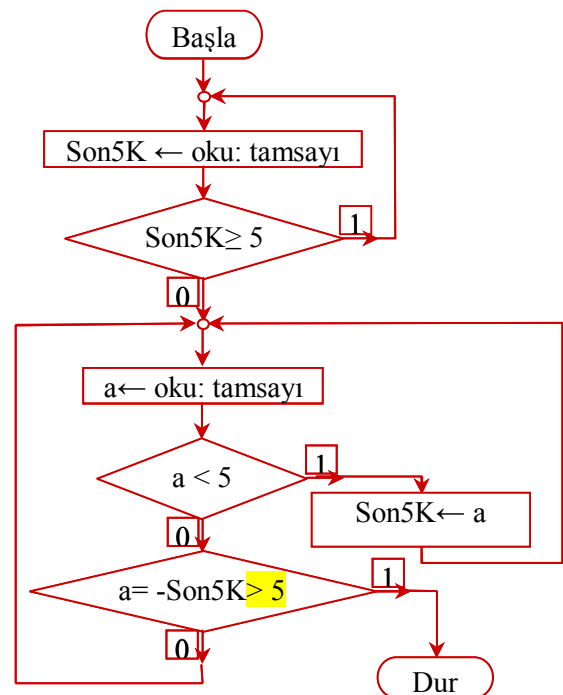 Başla
Son5K ← oku: tamsayı
Son5K≥ 5
1
0
a← oku: tamsayı
a < 5
1
Son5K← a
0
a= -Son5K> 5
1
0
Dur